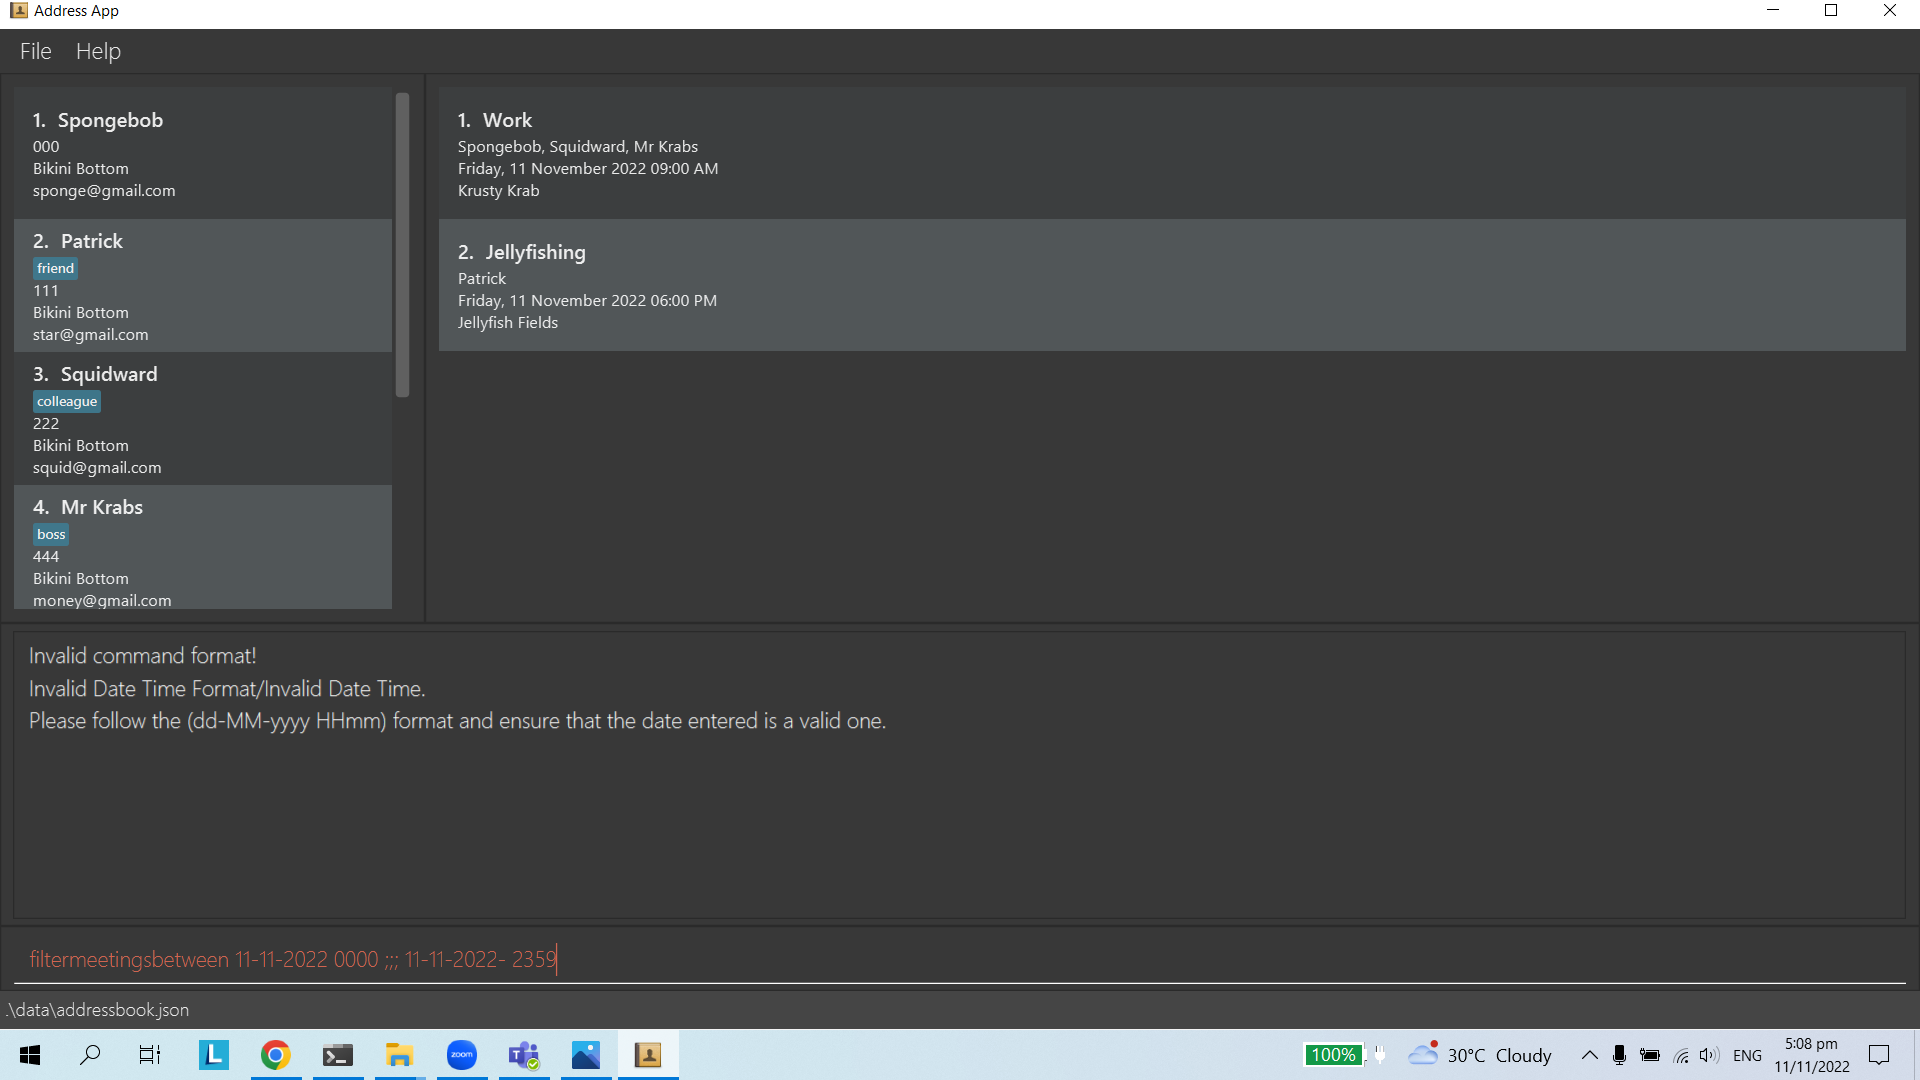 Address App
File Help
1. Spongebob
000
Bikini Bottom
sponge@gmail.com
2. Patrick
friend
111
Bikini Bottom
star@gmail.com
3. Squidward
colleague
222
Bikini Bottom
squid@gmail.com
4. Mr Krabs
boss
444
Bikini Bottom
money@gmail.com
1. Work
Spongebob, Squidward, Mr Krabs
Friday, 11 November 2022 09:00 AM
Krusty Krab
2. Jellyfishing
Patrick
Friday, 11 November 2022 06:00 PM
Jellyfish Fields
Invalid command format!
Invalid Date Time Format/Invalid Date Time.
Please follow the (dd-MM-yyyy HHmm) format and ensure that the date entered is a valid one.
filtermeetingsbetween 11-11-2022 0000 ;;; 11-11-2022- 2359
.\data\addressbook.json
L
zoom
T
100%
30°C Cloudy
ENG
5:08 pm
11/11/2022